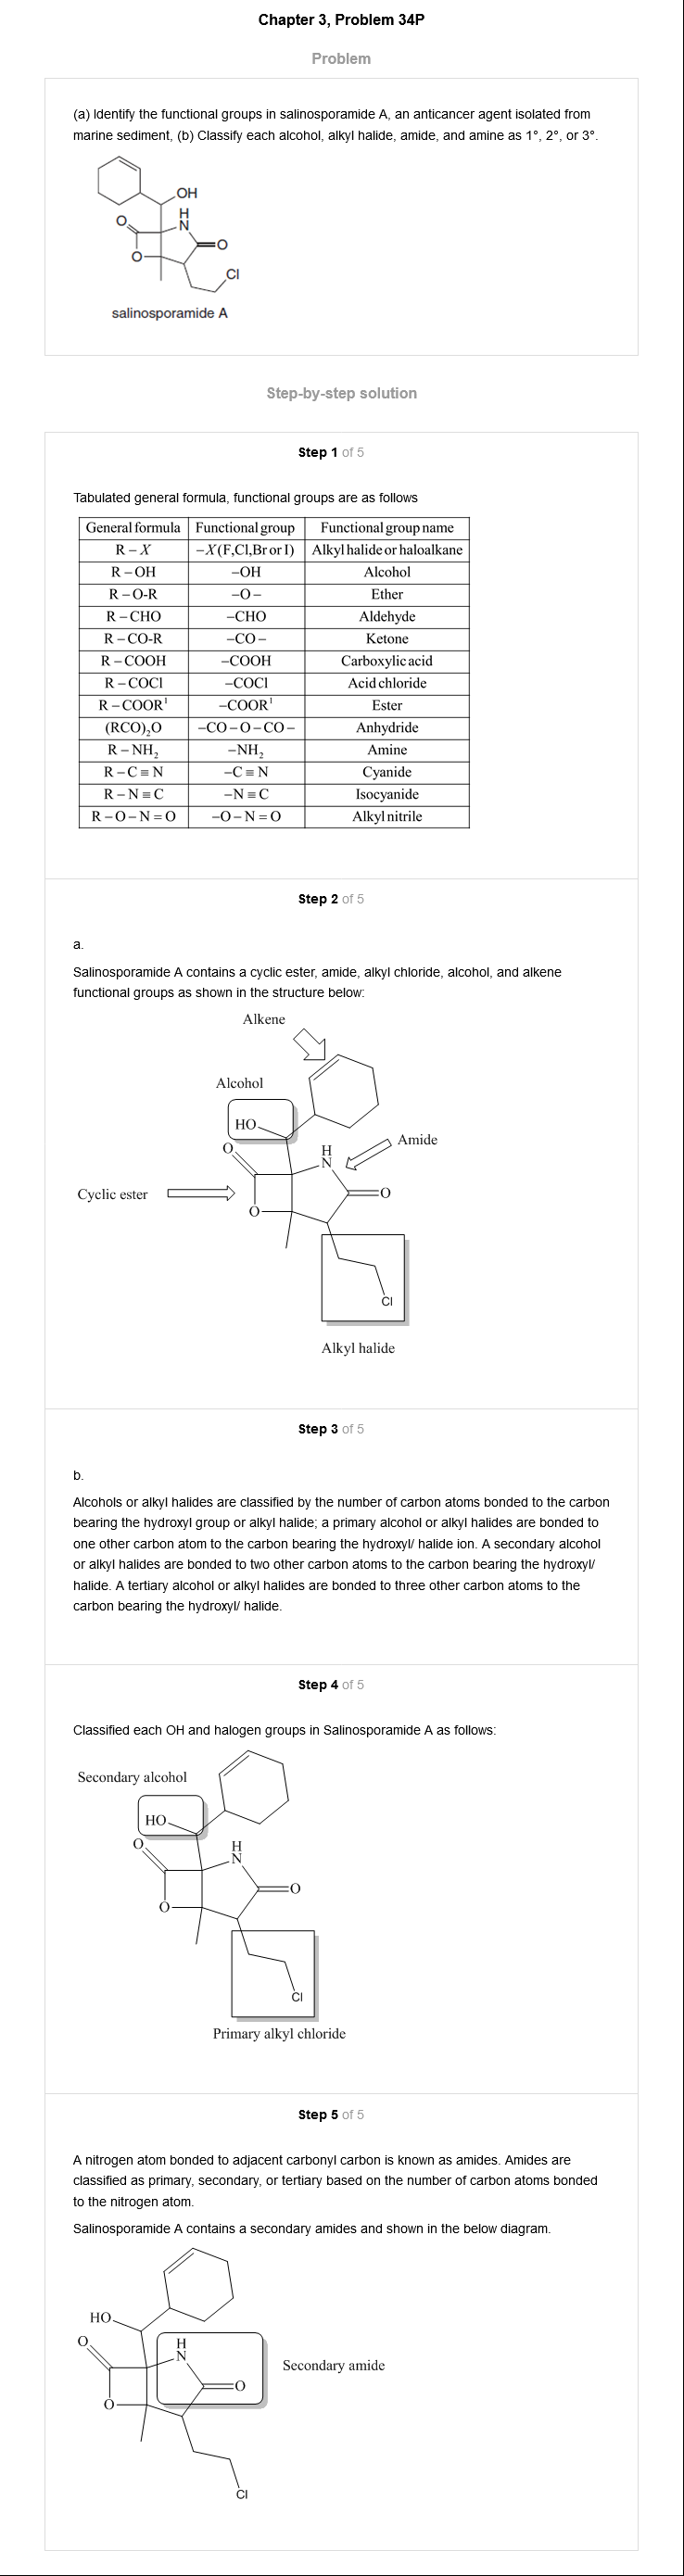 Chapter 3, Problem 34P
Problem
(a) Identify the functional groups in salinosporamide A, an anticancer agent isolated from
marine sediment, (b) Classify each alcohol, alkyl halide, amide, and amine as 1°, 2°, or 3°.
OH
O
H
N
O
O
Cl
salinosporamide A
Step-by-step solution
Step 1 of 5
Tabulated general formula, functional groups are as follows
General formula Functional group Functional group name
R – X –X(F,Cl,Br or I) Alkyl halide or haloalkane
R – OH –OH Alcohol
R – O-R –O – Ether
R – CHO –CHO Aldehyde
R – CO-R –CO – Ketone
R – COOH –COOH Carboxylic acid
R – COCl –COCl Acid chloride
R – COOR¹ –COOR¹ Ester
(RCO)₂O –CO – O – CO – Anhydride
R – NH₂ –NH₂ Amine
R – C ≡ N –C ≡ N Cyanide
R – N ≡ C –N ≡ C Isocyanide
R – O – N = O –O – N = O Alkyl nitrile
Step 2 of 5
a.
Salinosporamide A contains a cyclic ester, amide, alkyl chloride, alcohol, and alkene
functional groups as shown in the structure below:
Alkene
Alcohol
HO
Amide
O
H
N
Cyclic ester
O
O
Cl
Alkyl halide
Step 3 of 5
b.
Alcohols or alkyl halides are classified by the number of carbon atoms bonded to the carbon
bearing the hydroxyl group or alkyl halide; a primary alcohol or alkyl halides are bonded to
one other carbon atom to the carbon bearing the hydroxyl/ halide ion. A secondary alcohol
or alkyl halides are bonded to two other carbon atoms to the carbon bearing the hydroxyl/
halide. A tertiary alcohol or alkyl halides are bonded to three other carbon atoms to the
carbon bearing the hydroxyl/ halide.
Step 4 of 5
Classified each OH and halogen groups in Salinosporamide A as follows:
Secondary alcohol
HO
O
H
N
O
O
Cl
Primary alkyl chloride
Step 5 of 5
A nitrogen atom bonded to adjacent carbonyl carbon is known as amides. Amides are
classified as primary, secondary, or tertiary based on the number of carbon atoms bonded
to the nitrogen atom.
Salinosporamide A contains a secondary amides and shown in the below diagram.
HO
O
H
N
Secondary amide
O
O
Cl